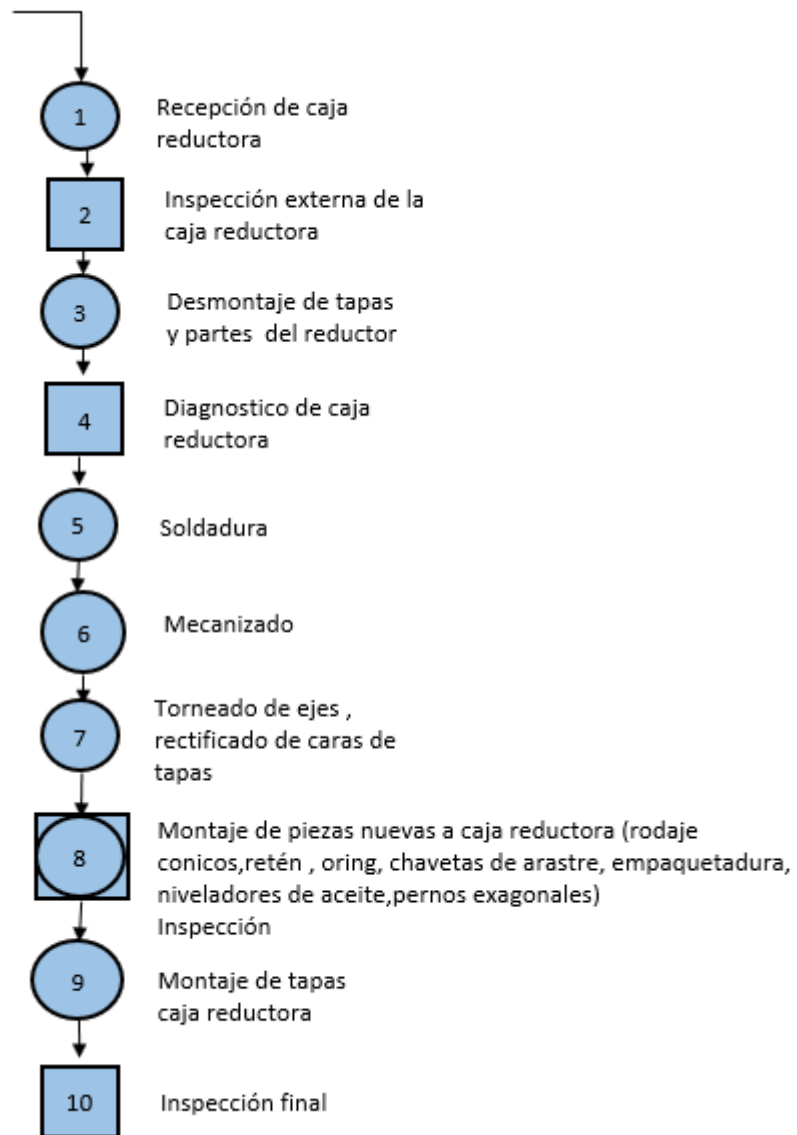 1
Recepción de caja
reductora
2
Inspección externa de la
caja reductora
3
Desmontaje de tapas
y partes del reductor
4
Diagnostico de caja
reductora
5
Soldadura
6
Mecanizado
7
Torneado de ejes ,
rectificado de caras de
tapas
8
Montaje de piezas nuevas a caja reductora (rodaje
conicos,retén , oring, chavetas de arastre, empaquetadura,
niveladores de aceite,pernos exagonales)
Inspección
9
Montaje de tapas
caja reductora
10
Inspección final